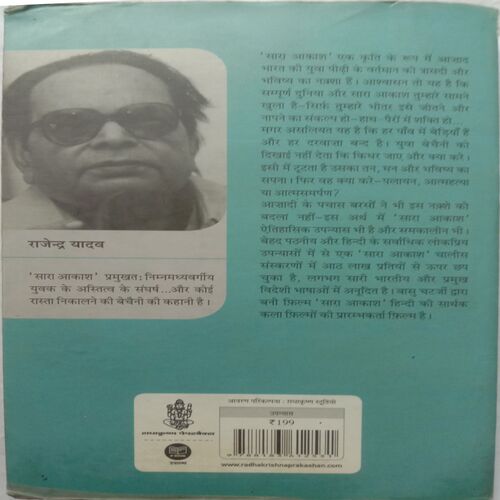 'सारा आकाश' एक कृति के रूप में आज़ाद
भारत की युवा पीढ़ी के वर्तमान की त्रासदी और
भविष्य का नक्शा है। आश्वासन तो यह है कि
सम्पूर्ण दुनिया और सारा आकाश तुम्हारे सामने
खुला है–सिर्फ़ तुम्हारे भीतर इसे जीतने और
नापने का संकल्प हो–हाथ-पैरों में शक्ति हो...
मगर असलियत यह है कि हर पाँव में बेड़ियाँ हैं
और हर दरवाज़ा बन्द है। युवा बेचैनी को
दिखाई नहीं देता कि किधर जाए और क्या करे।
इसी में टूटता है उसका तन, मन और भविष्य का
सपना। फिर वह क्या करे–पलायन, आत्महत्या
या आत्मसमर्पण?
आज़ादी के पचास बरसों ने भी इस नक्शे को
बदला नहीं–इस अर्थ में 'सारा आकाश'
ऐतिहासिक उपन्यास भी है और समकालीन भी।
बेहद पठनीय और हिन्दी के सर्वाधिक लोकप्रिय
उपन्यासों में से एक 'सारा आकाश' चालीस
संस्करणों में आठ लाख प्रतियों से ऊपर छप
चुका है, लगभग सारी भारतीय और प्रमुख
विदेशी भाषाओं में अनूदित है। बासु चटर्जी द्वारा
बनी फ़िल्म 'सारा आकाश' हिन्दी की सार्थक
कला फ़िल्मों की प्रारम्भकर्ता फ़िल्म है।
राजेन्द्र यादव
'सारा आकाश' प्रमुखत: निम्नमध्यवर्गीय
युवक के अस्तित्व के संघर्ष...और कोई
रास्ता निकालने की बेचैनी की कहानी है।
आवरण परिकल्पना : राधाकृष्ण स्टूडियो
राधाकृष्ण पेपरबैक्स
उपन्यास
₹199
www.radhakrishnaprakashan.com